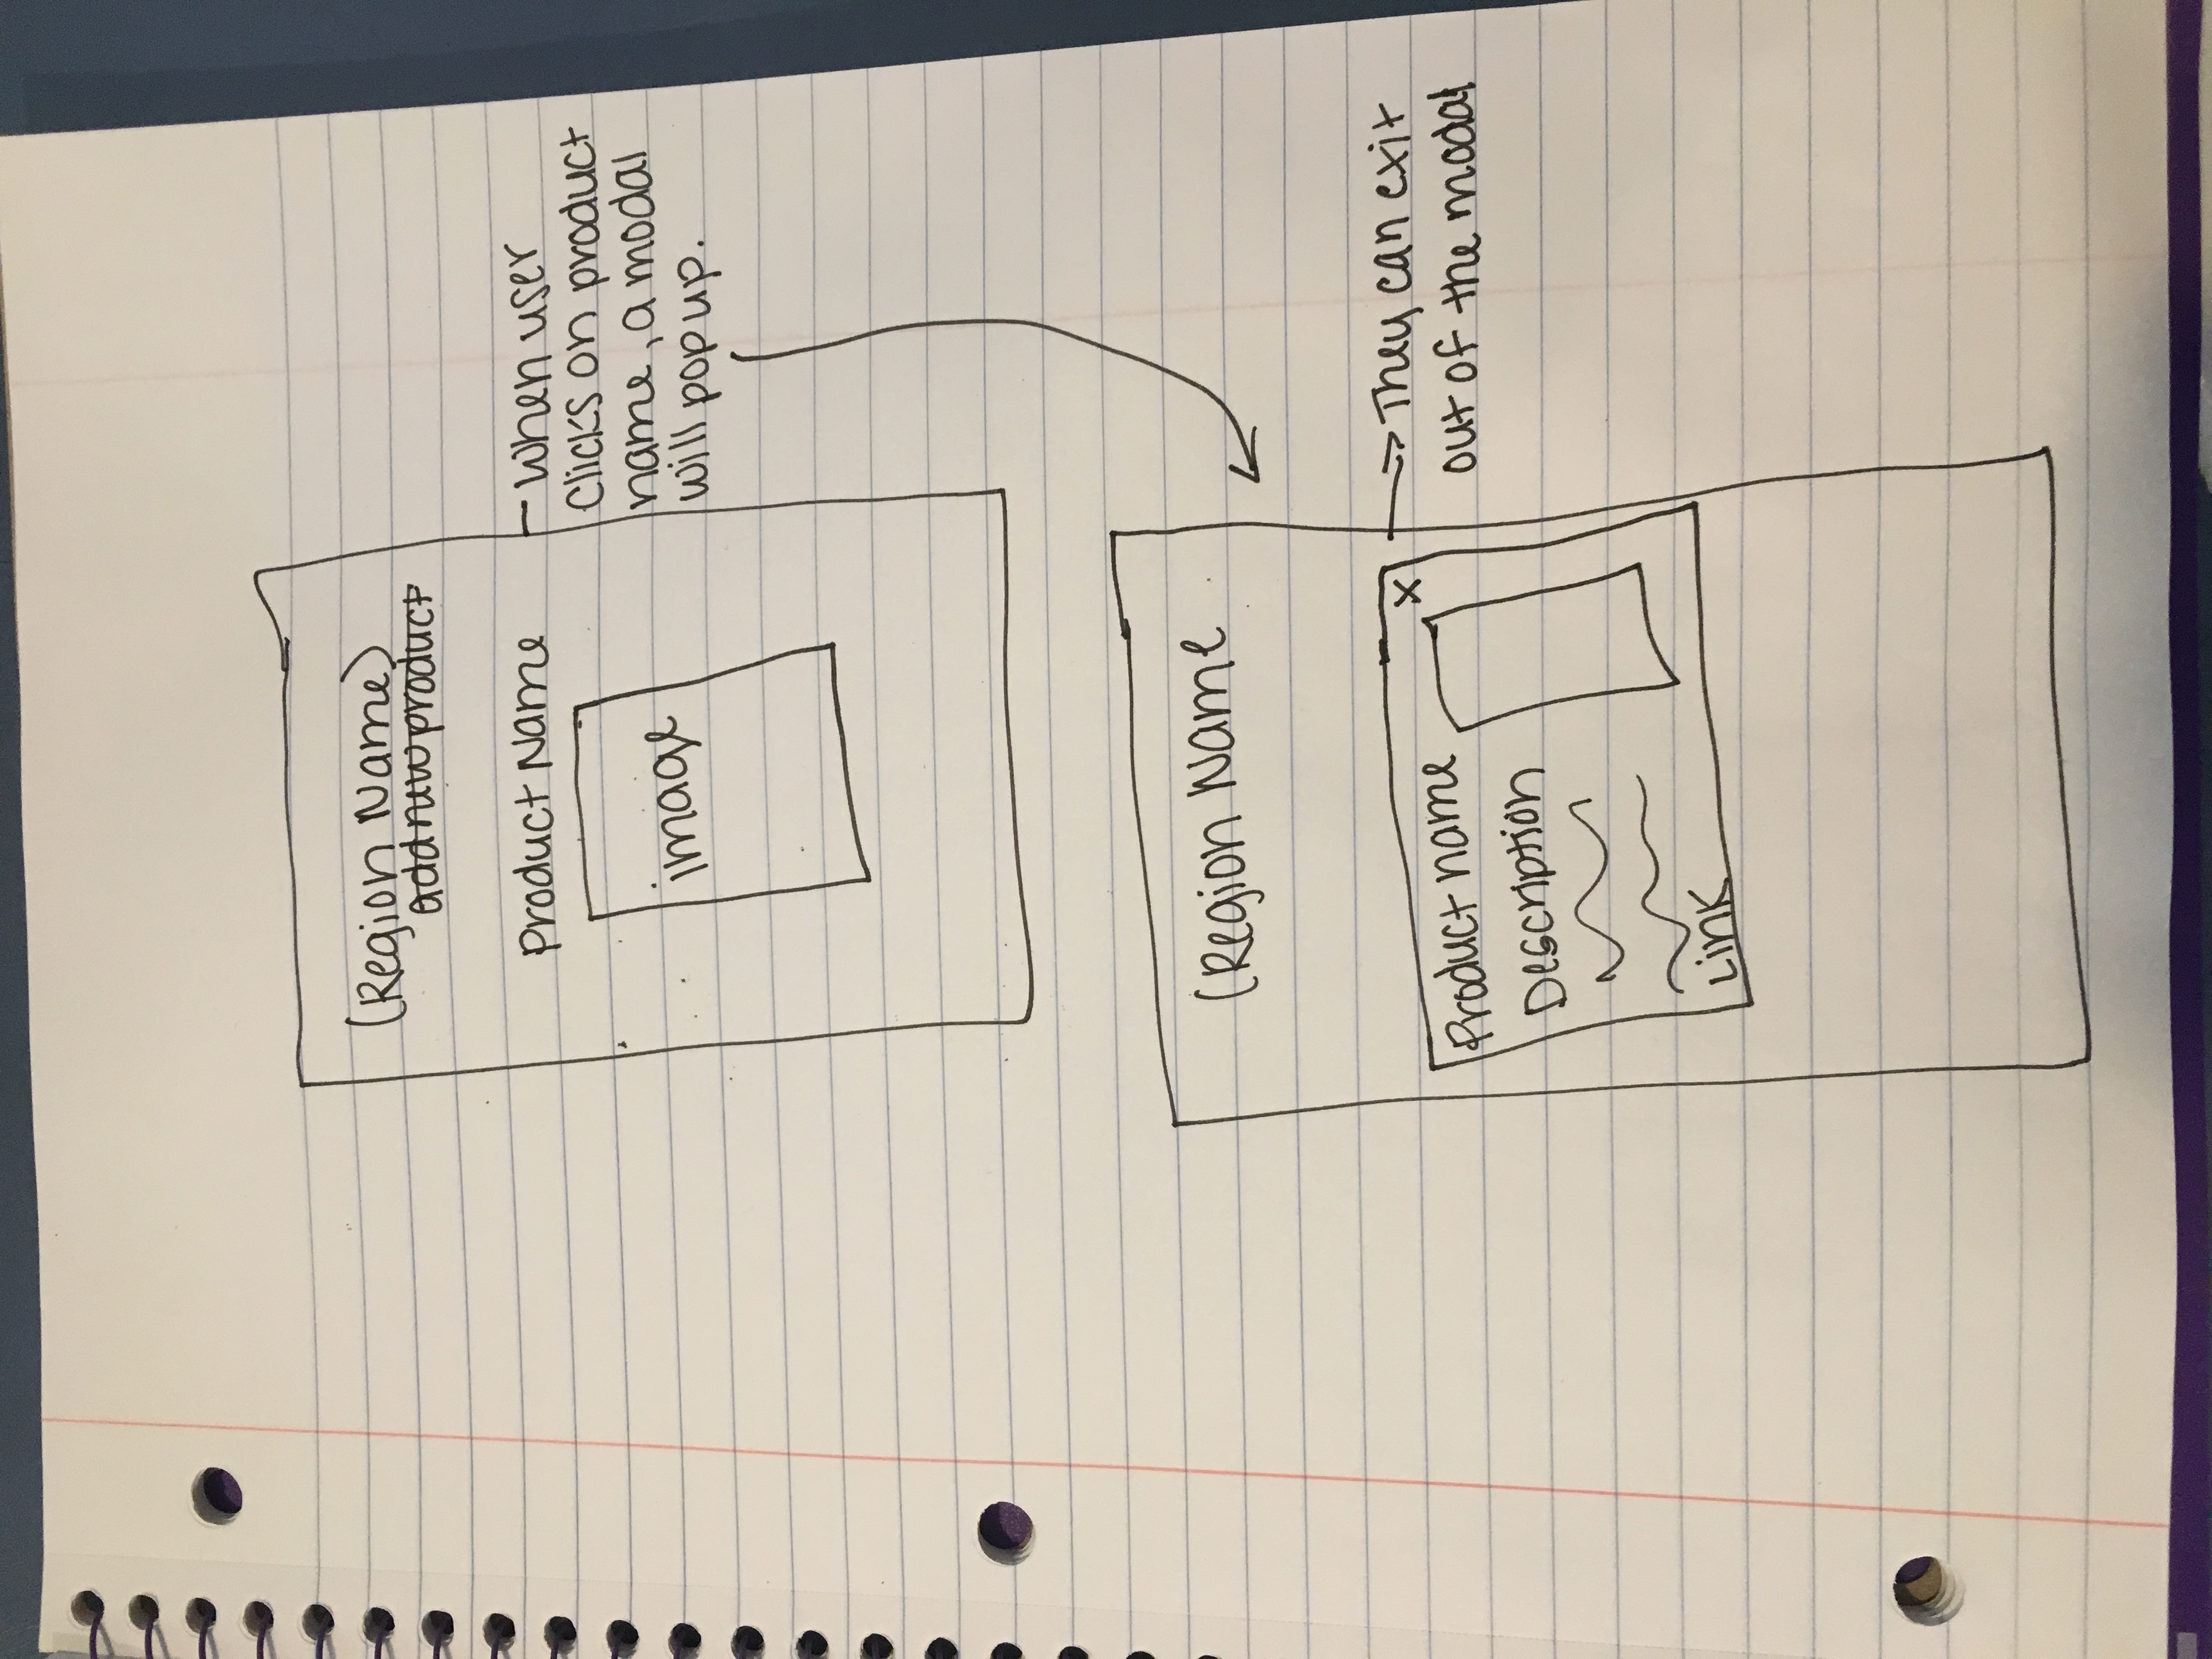 (Region Name)
add new product
Product Name
image
- When user
clicks on product
name, a modal
will pop up.
(Region Name
X
Product name
Description
Link
They can exit
out of the modal